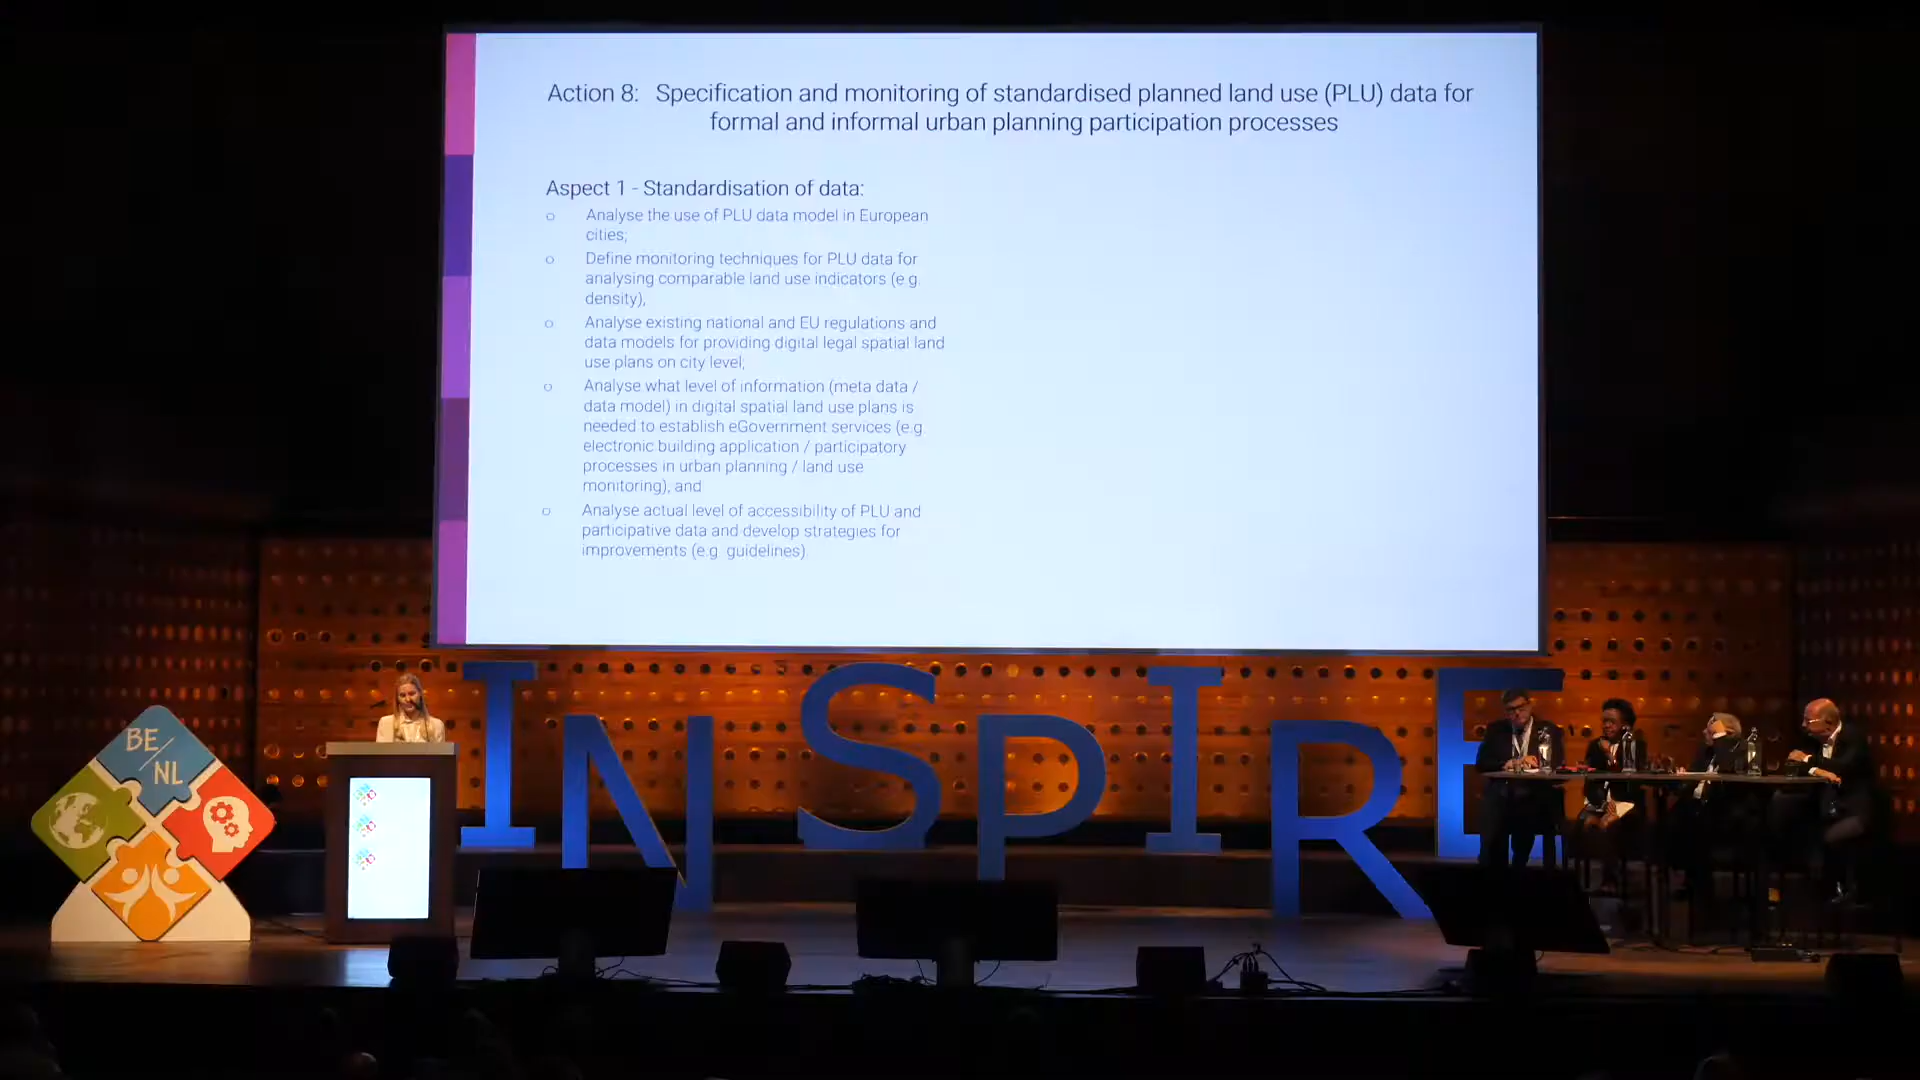 Action 8: Specification and monitoring of standardised planned land use (PLU) data for
formal and informal urban planning participation processes
Aspect 1 - Standardisation of data:
o Analyse the use of PLU data model in European
cities;
o Define monitoring techniques for PLU data for
analysing comparable land use indicators (e.g.
density),
o Analyse existing national and EU regulations and
data models for providing digital legal spatial land
use plans on city level;
o Analyse what level of information (meta data /
data model) in digital spatial land use plans is
needed to establish eGovernment services (e.g.
electronic building application / participatory
processes in urban planning / land use
monitoring), and
o Analyse actual level of accessibility of PLU and
participative data and develop strategies for
improvements (e.g. guidelines).
INSPIRE
BE/
NL